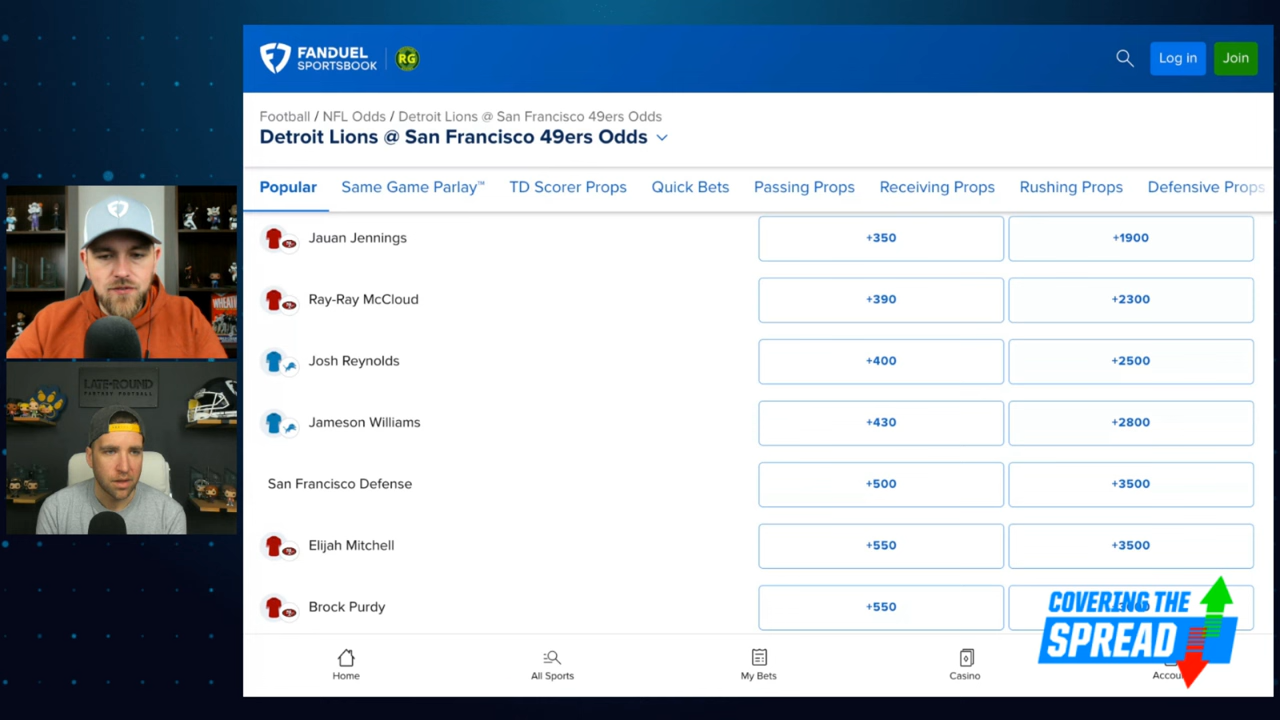 FANDUEL
SPORTSBOOK
RG
Log in
Join
Football / NFL Odds / Detroit Lions @ San Francisco 49ers Odds
Detroit Lions @ San Francisco 49ers Odds
Popular
Same Game Parlay™
TD Scorer Props
Quick Bets
Passing Props
Receiving Props
Rushing Props
Defensive Props
Jauan Jennings
+350
+1900
Ray-Ray McCloud
+390
+2300
Josh Reynolds
+400
+2500
Jameson Williams
+430
+2800
San Francisco Defense
+500
+3500
Elijah Mitchell
+550
+3500
Brock Purdy
+550
COVERING THE
SPREAD
Home
All Sports
My Bets
Casino
LATE-ROUND
FANTASY FOOTBALL